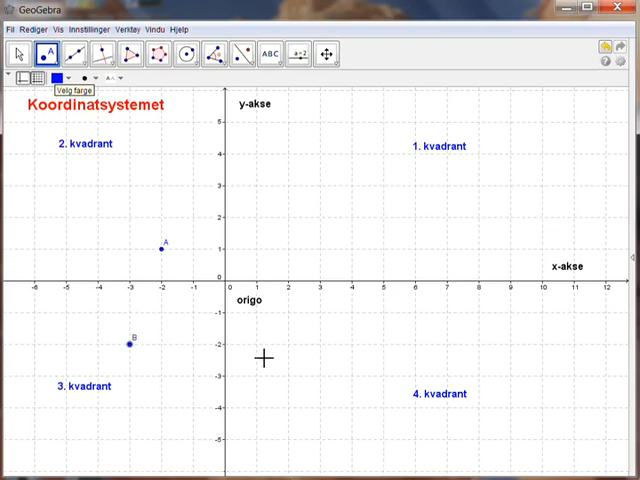 GeoGebra
Fil Rediger Vis Innstillinger Verktøy Vindu Hjelp
A ABC a=2
AA
Velg farge
Koordinatsystemet
y-akse
2. kvadrant
1. kvadrant
5
4
3
2
A
1
x-akse
0
-6 -5 -4 -3 -2 -1 0 1 2 3 4 5 6 7 8 9 10 11 12
origo
-1
B
-2
-3
3. kvadrant
4. kvadrant
-4
-5